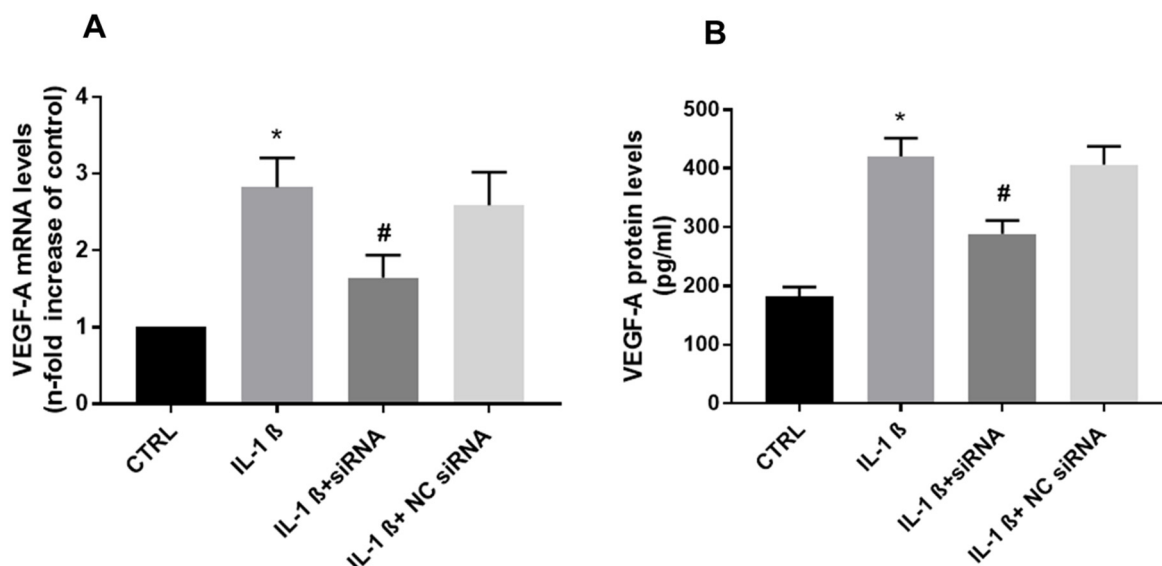 A
VEGF-A mRNA levels
(n-fold increase of control)
4
3
2
1
0
*
#
CTRL
IL-1 ß
IL-1 ß+siRNA
IL-1 ß+ NC siRNA
B
VEGF-A protein levels
(pg/ml)
500
400
300
200
100
0
*
#
CTRL
IL-1 ß
IL-1 ß+siRNA
IL-1 ß+ NC siRNA